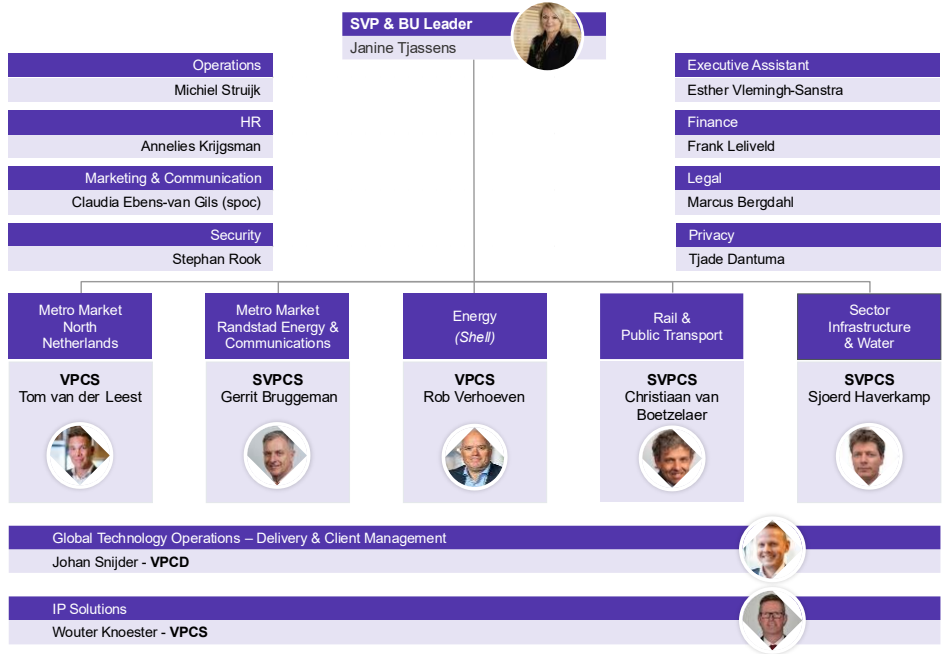 SVP & BU Leader
Janine Tjassens
Operations
Michiel Struijk
HR
Annelies Krijgsman
Marketing & Communication
Claudia Ebens-van Gils (spoc)
Security
Stephan Rook
Executive Assistant
Esther Vlemingh-Sanstra
Finance
Frank Leliveld
Legal
Marcus Bergdahl
Privacy
Tjade Dantuma
Metro Market
North
Netherlands
VPCS
Tom van der Leest
Metro Market
Randstad Energy &
Communications
SVPCS
Gerrit Bruggeman
Energy
(Shell)
VPCS
Rob Verhoeven
Rail &
Public Transport
SVPCS
Christiaan van
Boetzelaer
Sector
Infrastructure
& Water
SVPCS
Sjoerd Haverkamp
Global Technology Operations – Delivery & Client Management
Johan Snijder - VPCD
IP Solutions
Wouter Knoester - VPCS